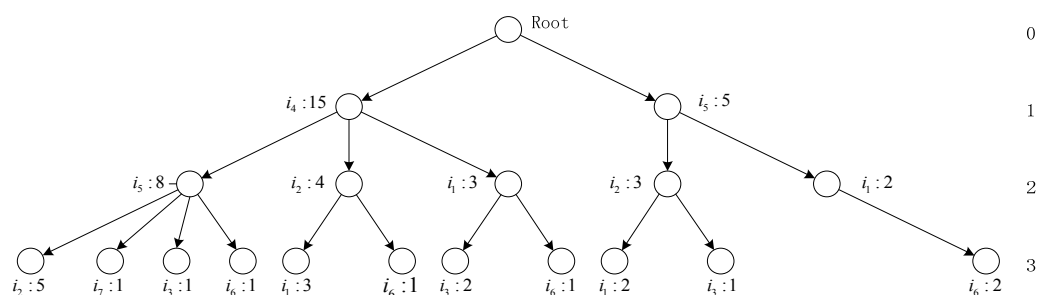 Root 0
i₄ : 15 i₅ : 5 1
i₅ : 8 i₂ : 4 i₁ : 3 i₂ : 3 i₁ : 2 2
3
i₂ : 5 i₇ : 1 i₃ : 1 i₆ : 1 i₁ : 3 i₆ : 1 i₃ : 2 i₆ : 1 i₁ : 2 i₃ : 1 i₆ : 2